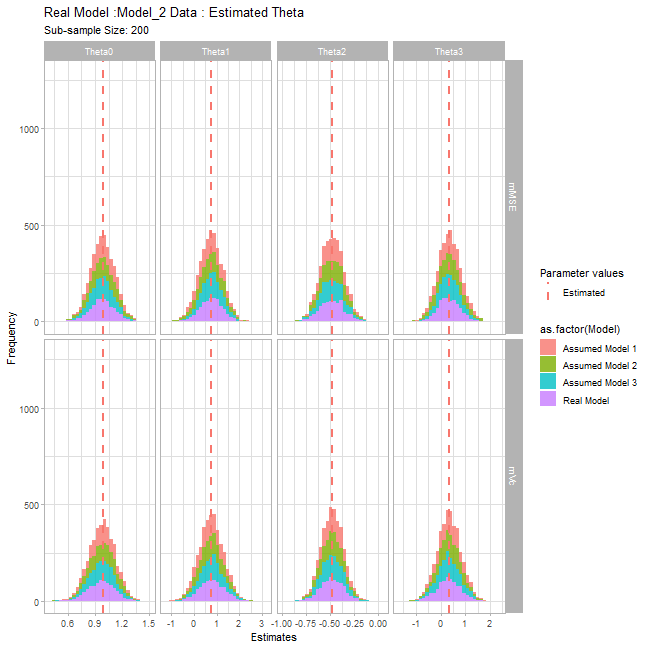 Real Model :Model_2 Data : Estimated Theta
Sub-sample Size: 200
Theta0 Theta1 Theta2 Theta3
1000
500
0
mMSE
1000
500
0
mVc
0.6 0.9 1.2 1.5 -1 0 1 2 3 -1.00 -0.75 -0.50 -0.25 0.00 -1 0 1 2
Estimates
Frequency
Parameter values
Estimated
as.factor(Model)
Assumed Model 1
Assumed Model 2
Assumed Model 3
Real Model